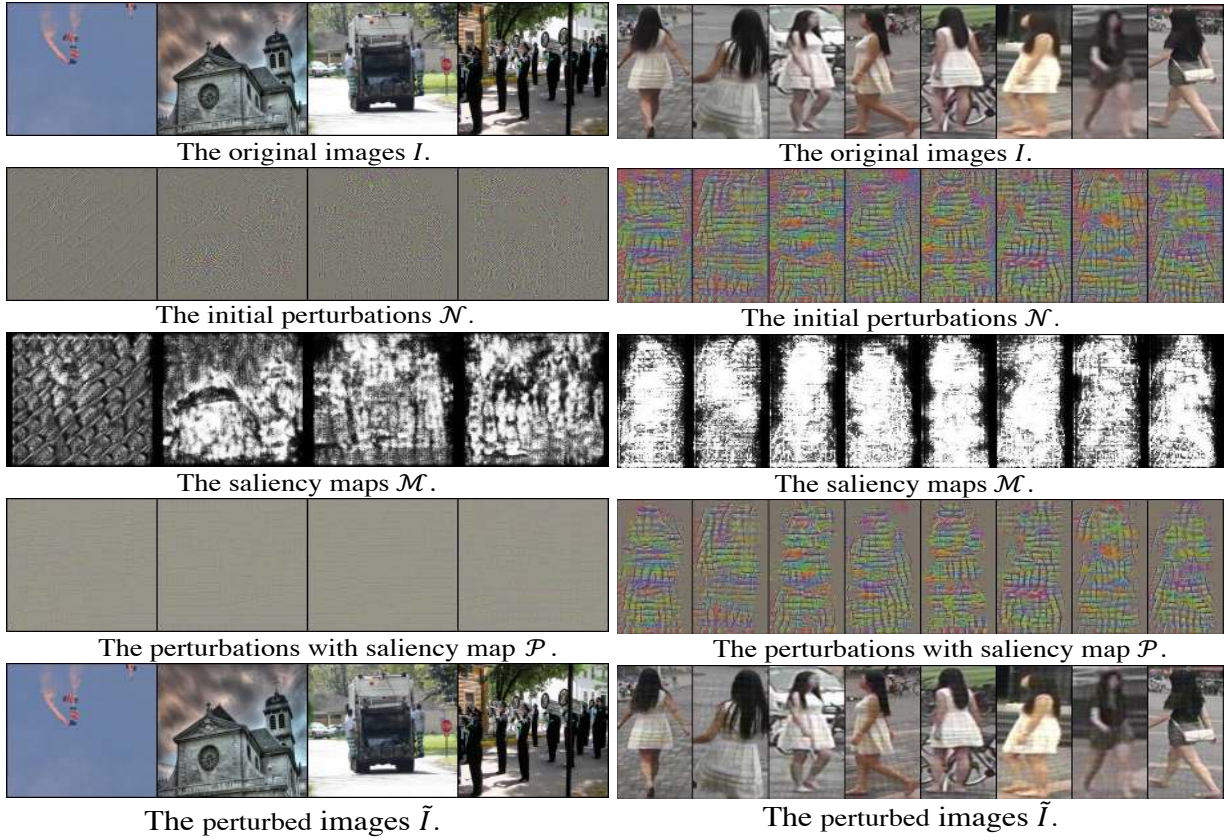 The original images I.
The original images I.
The initial perturbations 𝒩.
The initial perturbations 𝒩.
The saliency maps ℳ.
The saliency maps ℳ.
The perturbations with saliency map 𝒫.
The perturbations with saliency map 𝒫.
The perturbed images Ĩ.
The perturbed images Ĩ.